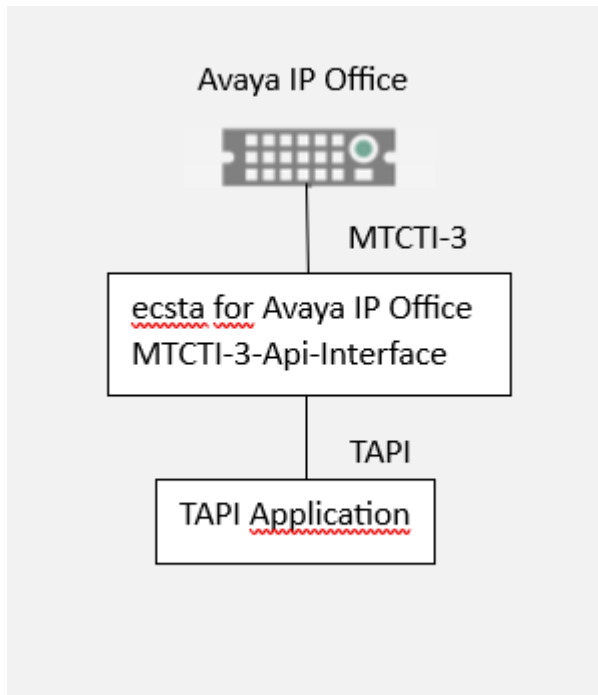 Avaya IP Office
MTCTI-3
ecsta for Avaya IP Office
MTCTI-3-Api-Interface
TAPI
TAPI Application